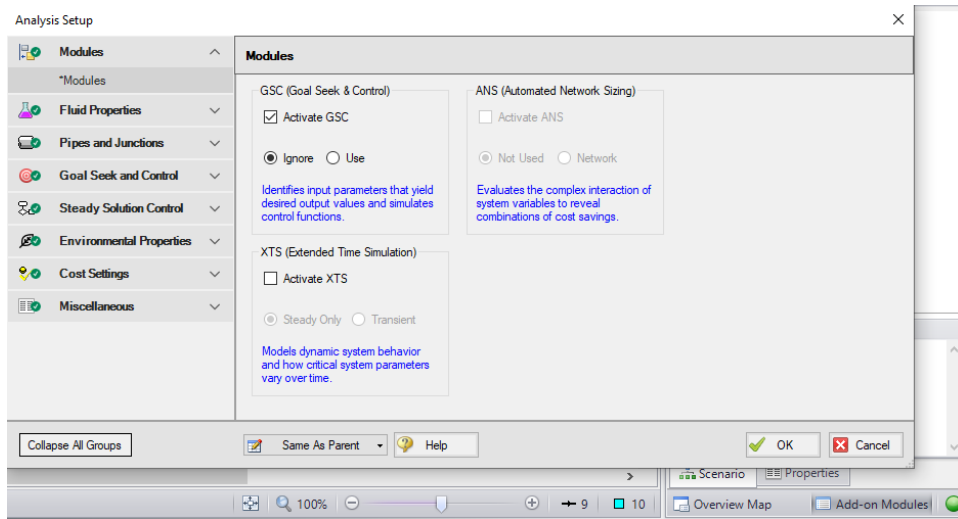 Analysis Setup
Modules
*Modules
Fluid Properties
Pipes and Junctions
Goal Seek and Control
Steady Solution Control
Environmental Properties
Cost Settings
Miscellaneous
Collapse All Groups
Modules
GSC (Goal Seek & Control)
Activate GSC
Ignore
Use
Identifies input parameters that yield
desired output values and simulates
control functions.
ANS (Automated Network Sizing)
Activate ANS
Not Used
Network
Evaluates the complex interaction of
system variables to reveal
combinations of cost savings.
XTS (Extended Time Simulation)
Activate XTS
Steady Only
Transient
Models dynamic system behavior
and how critical system parameters
vary over time.
Same As Parent
Help
OK
Cancel
Scenario
Properties
100%
9
10
Overview Map
Add-on Modules